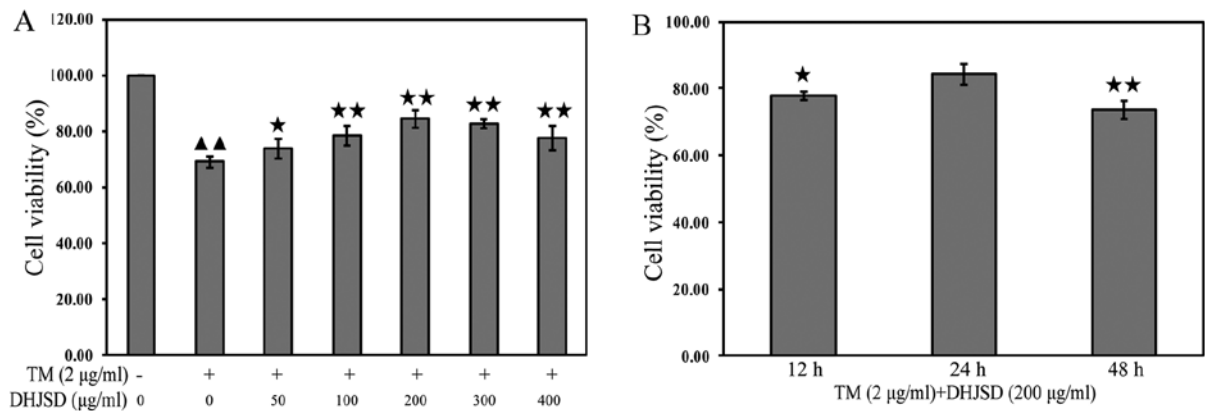 A
120.00
100.00
80.00
60.00
40.00
20.00
0.00
Cell viability (%)
▲▲
★
★★
★★
★★
★★
TM (2 μg/ml) - + + + + + +
DHJSD (μg/ml) 0 0 50 100 200 300 400
B
100.00
80.00
60.00
40.00
20.00
0.00
Cell viability (%)
★
★★
12 h 24 h 48 h
TM (2 μg/ml)+DHJSD (200 μg/ml)